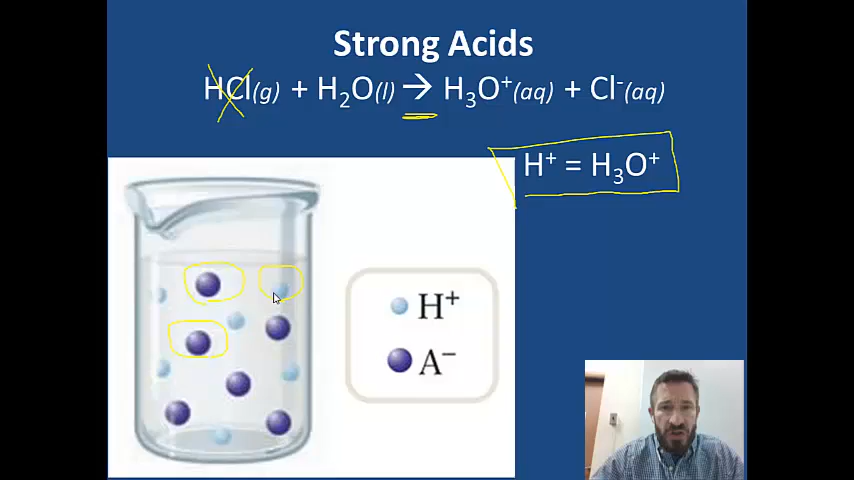 Strong Acids
HCl(g) + H₂O(l) → H₃O⁺(aq) + Cl⁻(aq)
H⁺ = H₃O⁺
H⁺
A⁻